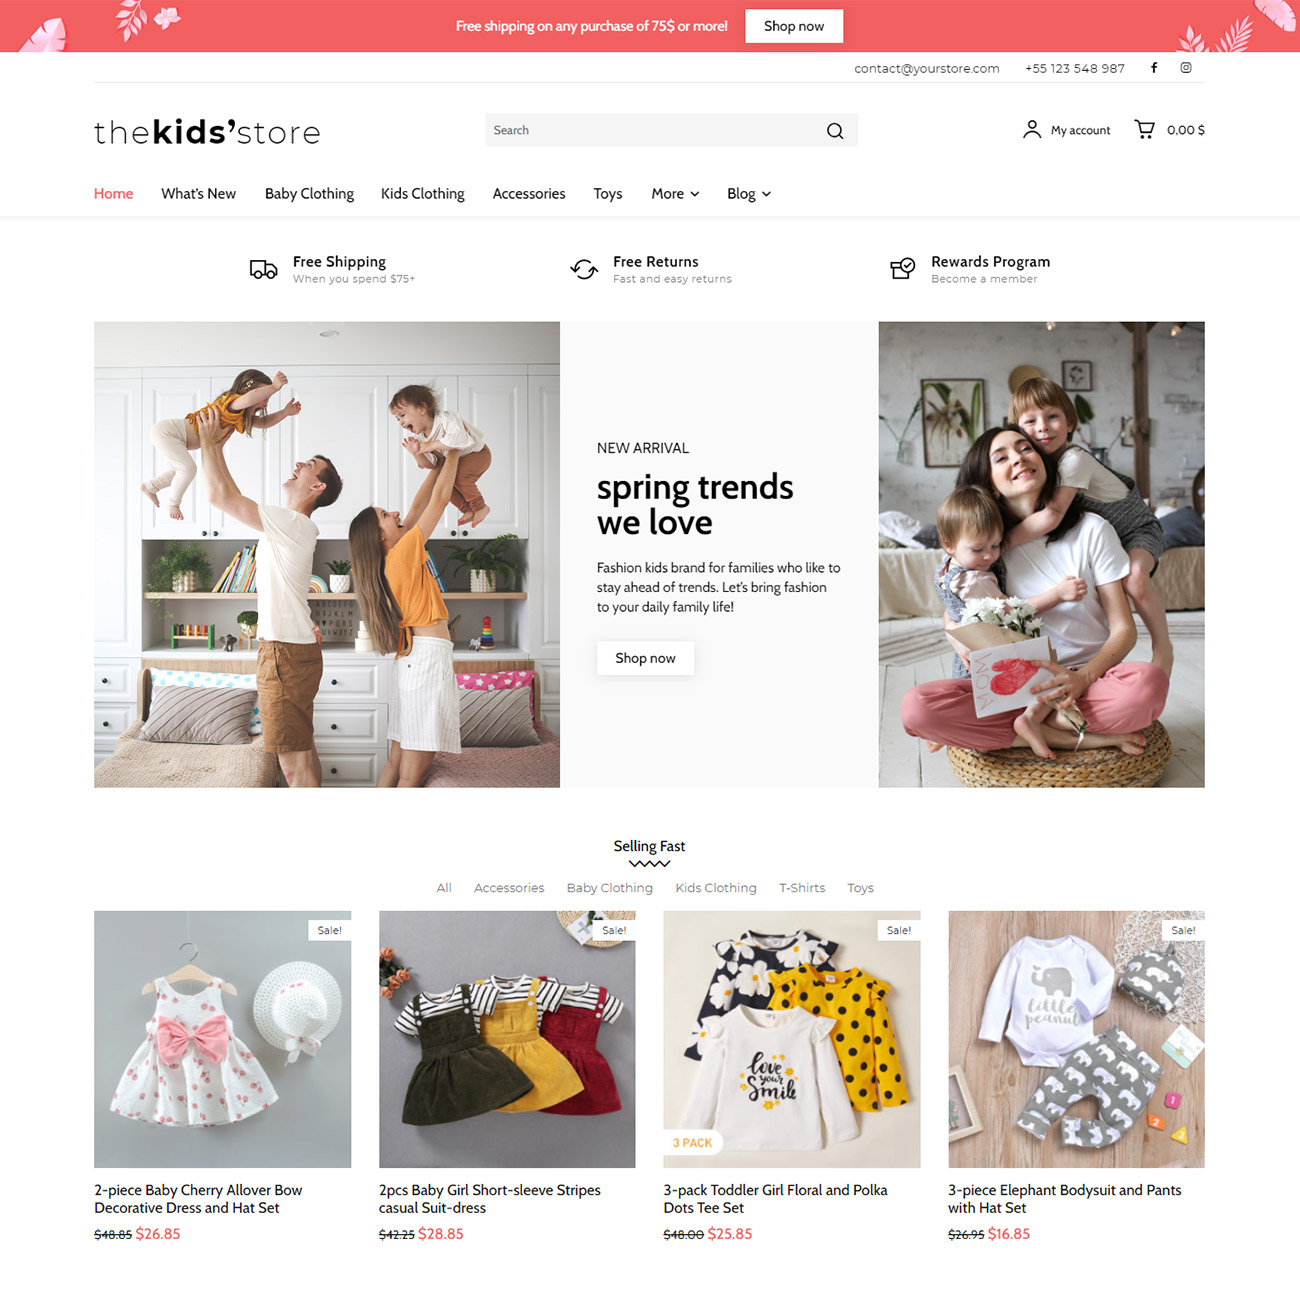 Free shipping on any purchase of 75$ or more!
Shop now
contact@yourstore.com
+55 123 548 987
thekids'store
Search
My account
0,00 $
Home
What's New
Baby Clothing
Kids Clothing
Accessories
Toys
More
Blog
Free Shipping
When you spend $75+
Free Returns
Fast and easy returns
Rewards Program
Become a member
NEW ARRIVAL
spring trends
we love
Fashion kids brand for families who like to
stay ahead of trends. Let's bring fashion
to your daily family life!
Shop now
MOM
Selling Fast
All
Accessories
Baby Clothing
Kids Clothing
T-Shirts
Toys
Sale!
Sale!
Sale!
Sale!
love
your
Smile
3 PACK
little
peanut
1
2
3
2-piece Baby Cherry Allover Bow
Decorative Dress and Hat Set
$48.85 $26.85
2pcs Baby Girl Short-sleeve Stripes
casual Suit-dress
$42.25 $28.85
3-pack Toddler Girl Floral and Polka
Dots Tee Set
$48.00 $25.85
3-piece Elephant Bodysuit and Pants
with Hat Set
$26.95 $16.85